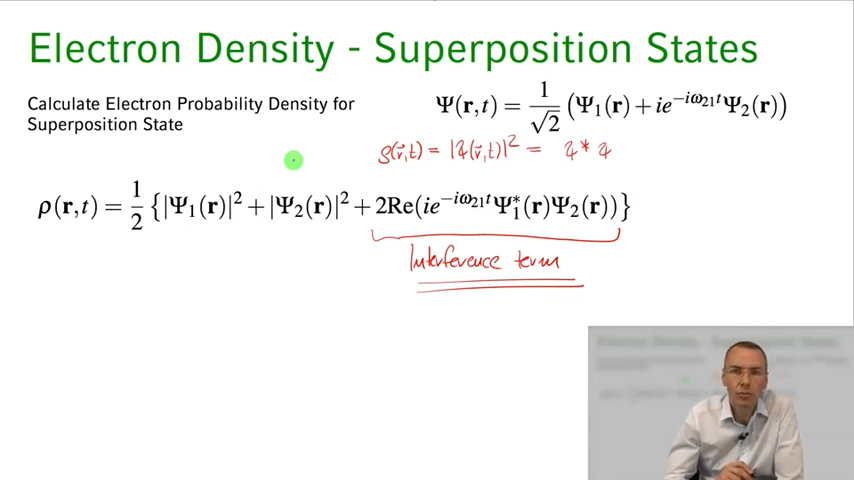 Electron Density - Superposition States
Calculate Electron Probability Density for
Superposition State
Ψ(r,t) = 1/√2 (Ψ₁(r) + ie^{-iω₂₁t}Ψ₂(r))
ρ(r⃗,t) = |Ψ(r⃗,t)|² = Ψ* Ψ
ρ(r,t) = 1/2 {|Ψ₁(r)|² + |Ψ₂(r)|² + 2Re(ie^{-iω₂₁t}Ψ₁*(r)Ψ₂(r))}
Interference term